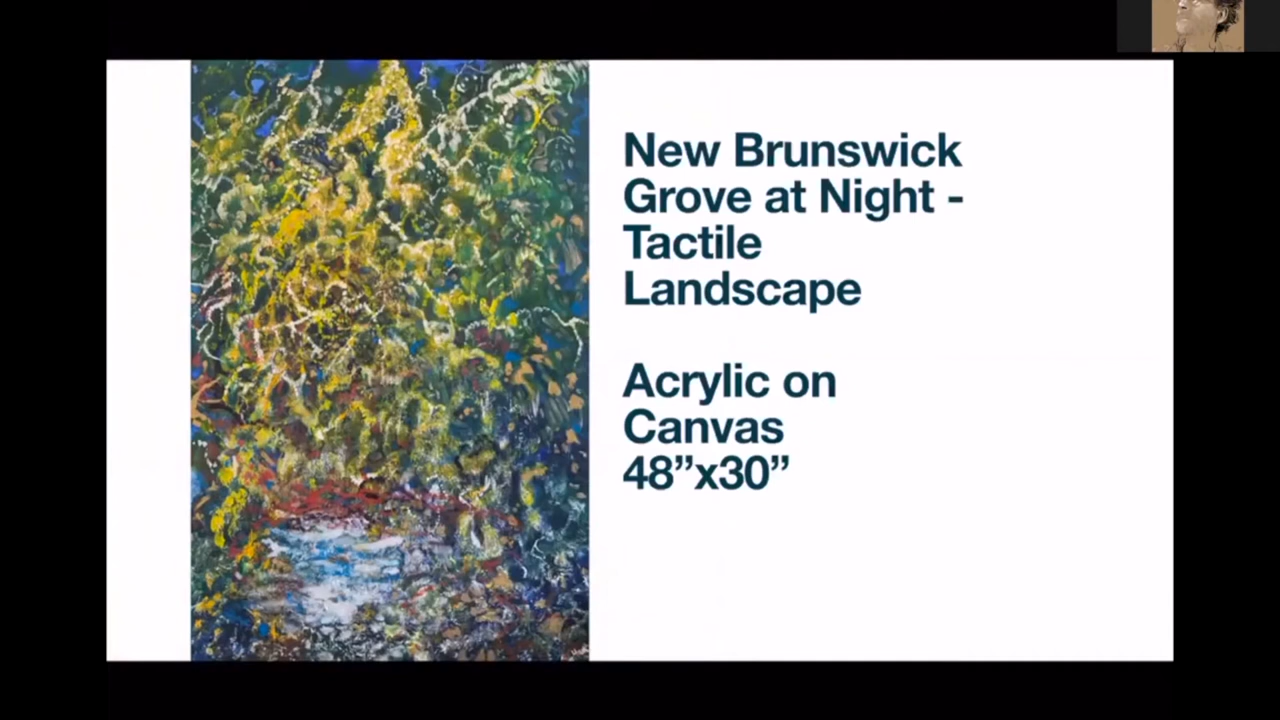 New Brunswick
Grove at Night -
Tactile
Landscape
Acrylic on
Canvas
48”x30”